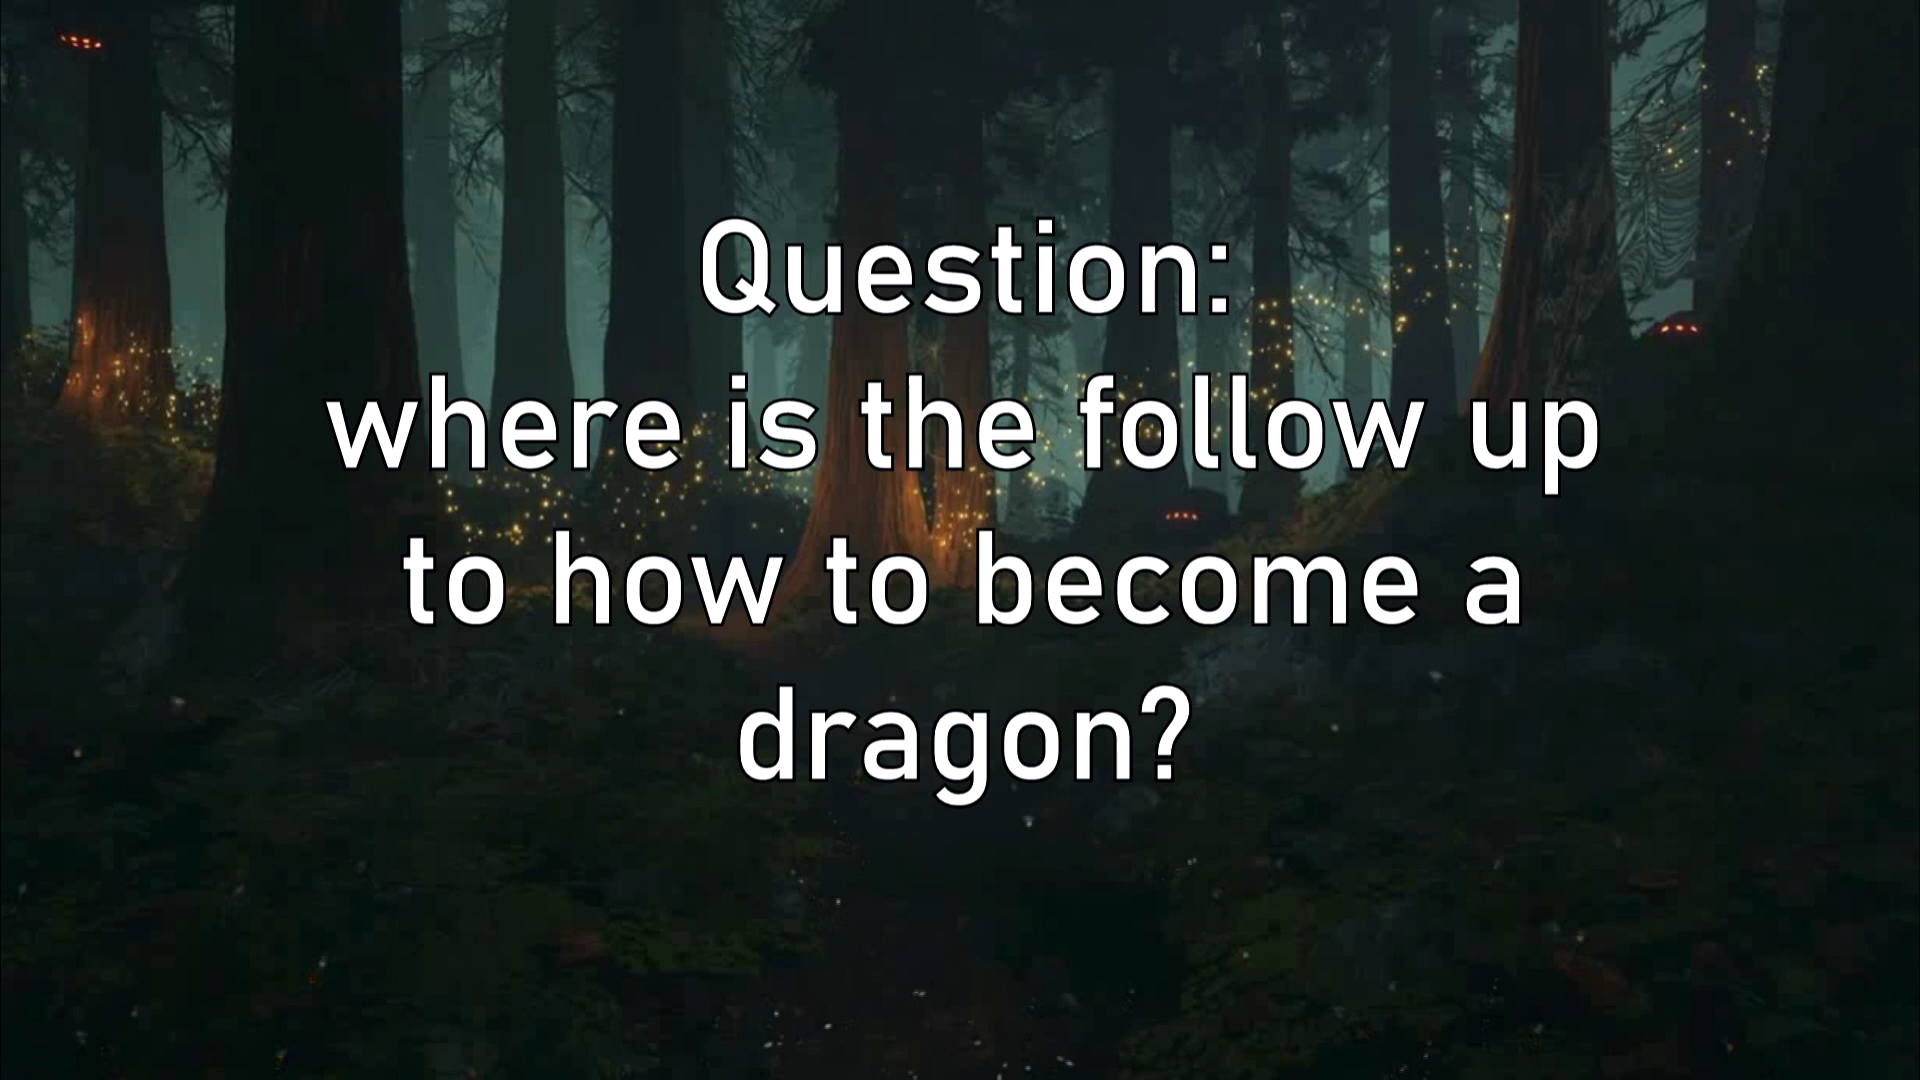 Question:
where is the follow up
to how to become a
dragon?